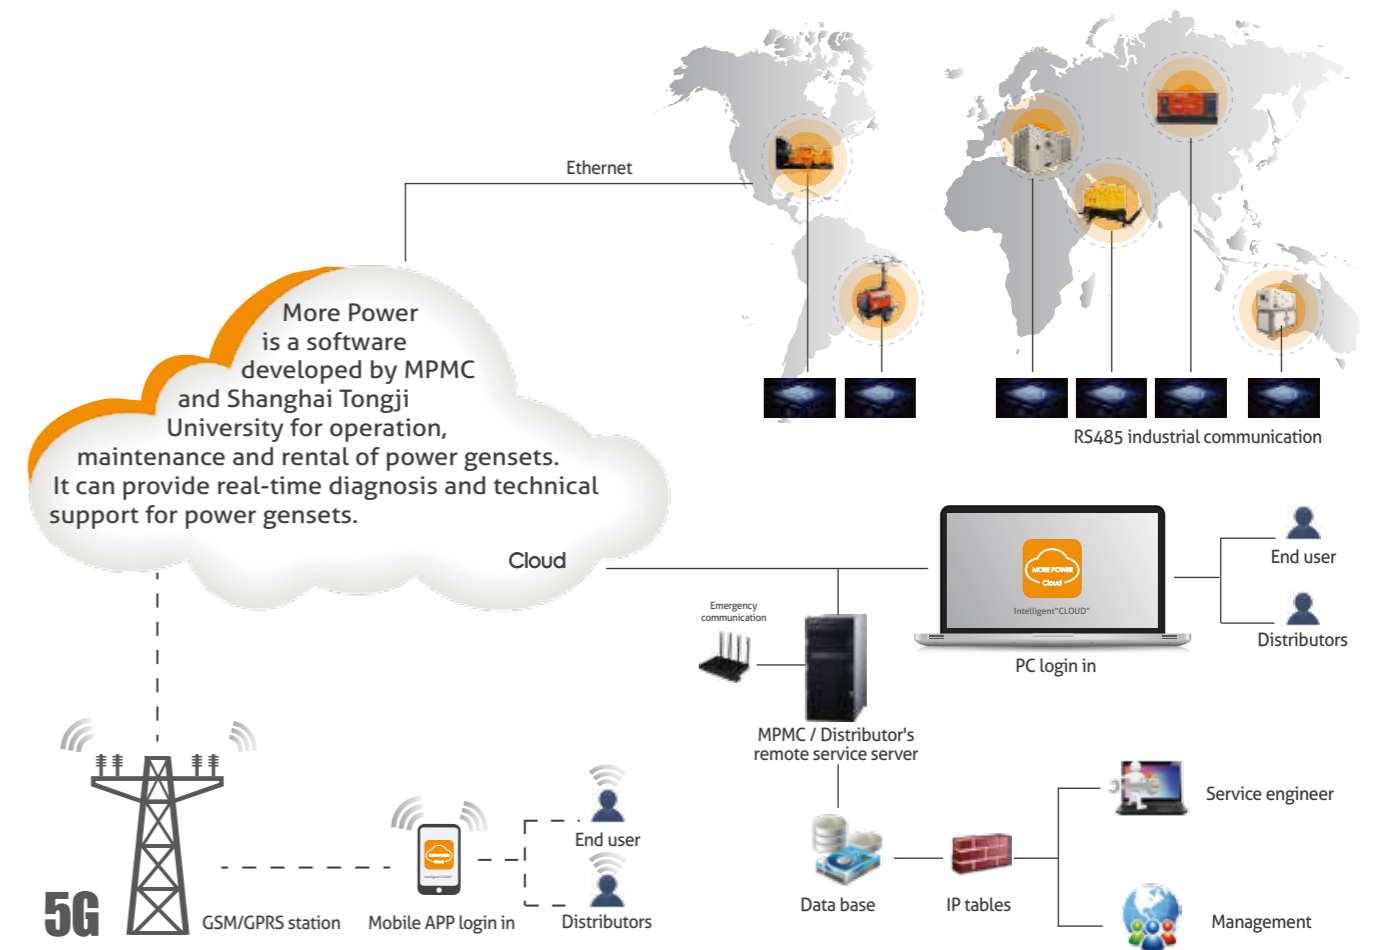 Ethernet
More Power
is a software
developed by MPMC
and Shanghai Tongji
University for operation,
maintenance and rental of power gensets.
It can provide real-time diagnosis and technical
support for power gensets.
Cloud
RS485 industrial communication
MORE POWER
Cloud
Intelligent"CLOUD"
PC login in
End user
Distributors
Emergency
communication
MPMC / Distributor's
remote service server
Data base
IP tables
Service engineer
Management
5G
GSM/GPRS station
Mobile APP login in
End user
Distributors